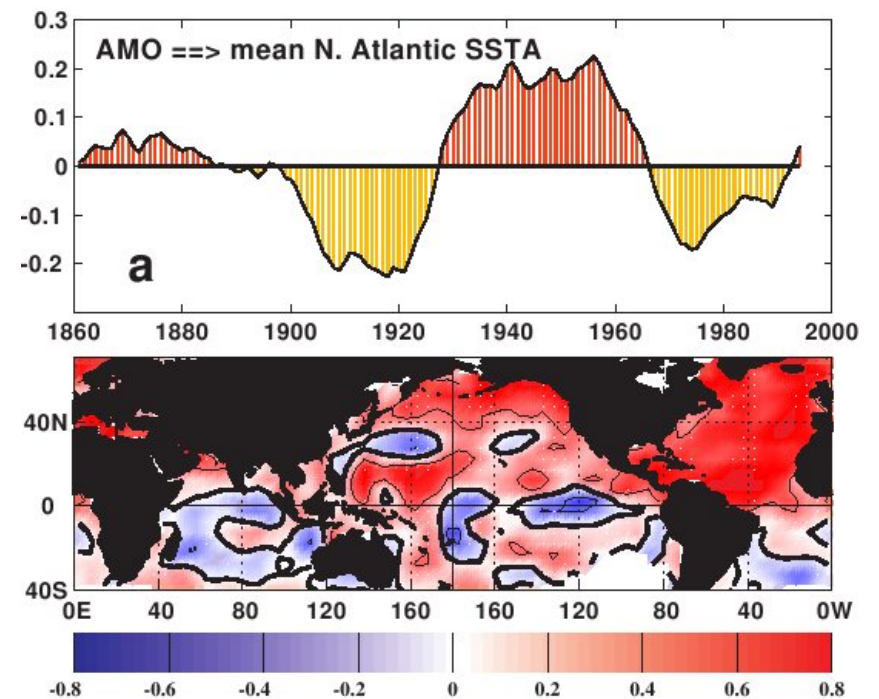 0.3
AMO ==> mean N. Atlantic SSTA
0.2
0.1
0
-0.1
-0.2
a
1860 1880 1900 1920 1940 1960 1980 2000
40N
0
40S
0E 40 80 120 160 160 120 80 40 0W
-0.8 -0.6 -0.4 -0.2 0 0.2 0.4 0.6 0.8